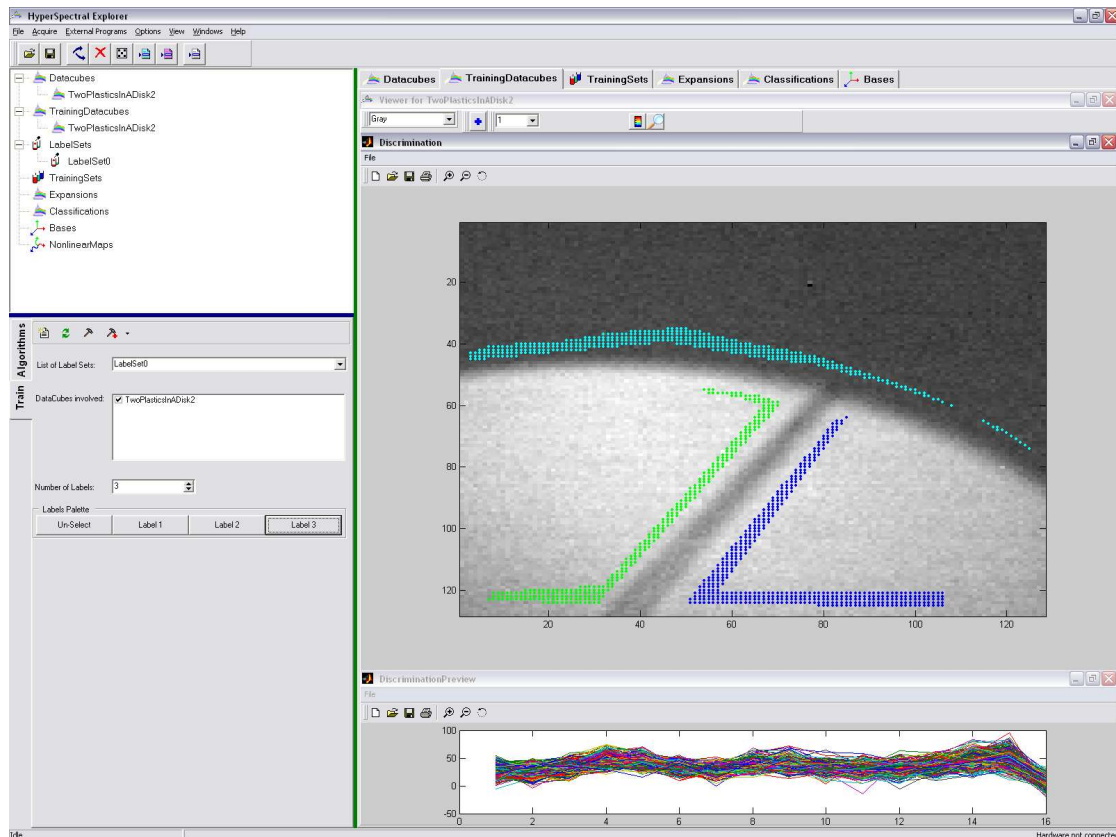 HyperSpectral Explorer
File Acquire External Programs Options View Windows Help
Datacubes
TwoPlasticsInADisk2
TrainingDatacubes
TwoPlasticsInADisk2
LabelSets
LabelSet0
TrainingSets
Expansions
Classifications
Bases
NonlinearMaps
Algorithms
Train
List of Label Sets: LabelSet0
DataCubes involved: TwoPlasticsInADisk2
Number of Labels: 3
Labels Palette
Un-Select Label 1 Label 2 Label 3
Datacubes TrainingDatacubes TrainingSets Expansions Classifications Bases
Viewer for TwoPlasticsInADisk2
Gray 1
Discrimination
File
20
40
60
80
100
120
20 40 60 80 100 120
DiscriminationPreview
File
100
50
0
-50
0 2 4 6 8 10 12 14 16
Idle Hardware not connected